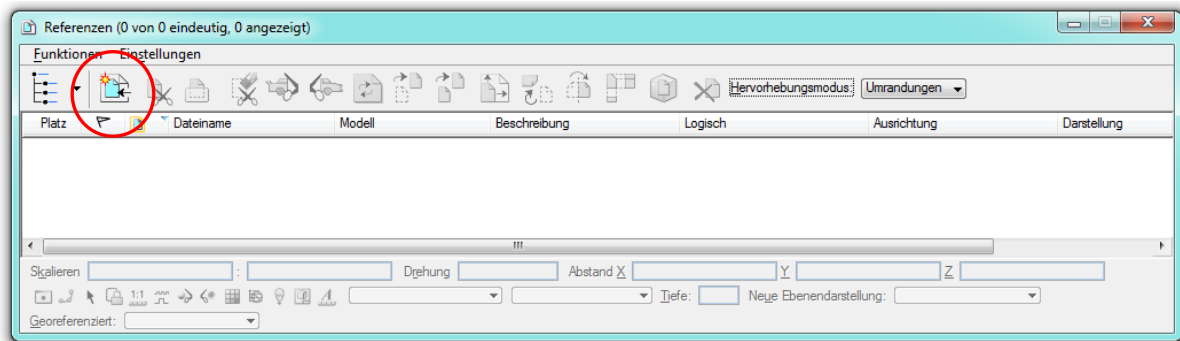 Referenzen (0 von 0 eindeutig, 0 angezeigt)
Funktionen Einstellungen
Hervorhebungsmodus: Umrandungen
Platz Dateiname Modell Beschreibung Logisch Ausrichtung Darstellung
Skalieren : Drehung Abstand X Y Z
1:1 Tiefe: Neue Ebenendarstellung:
Georeferenziert: